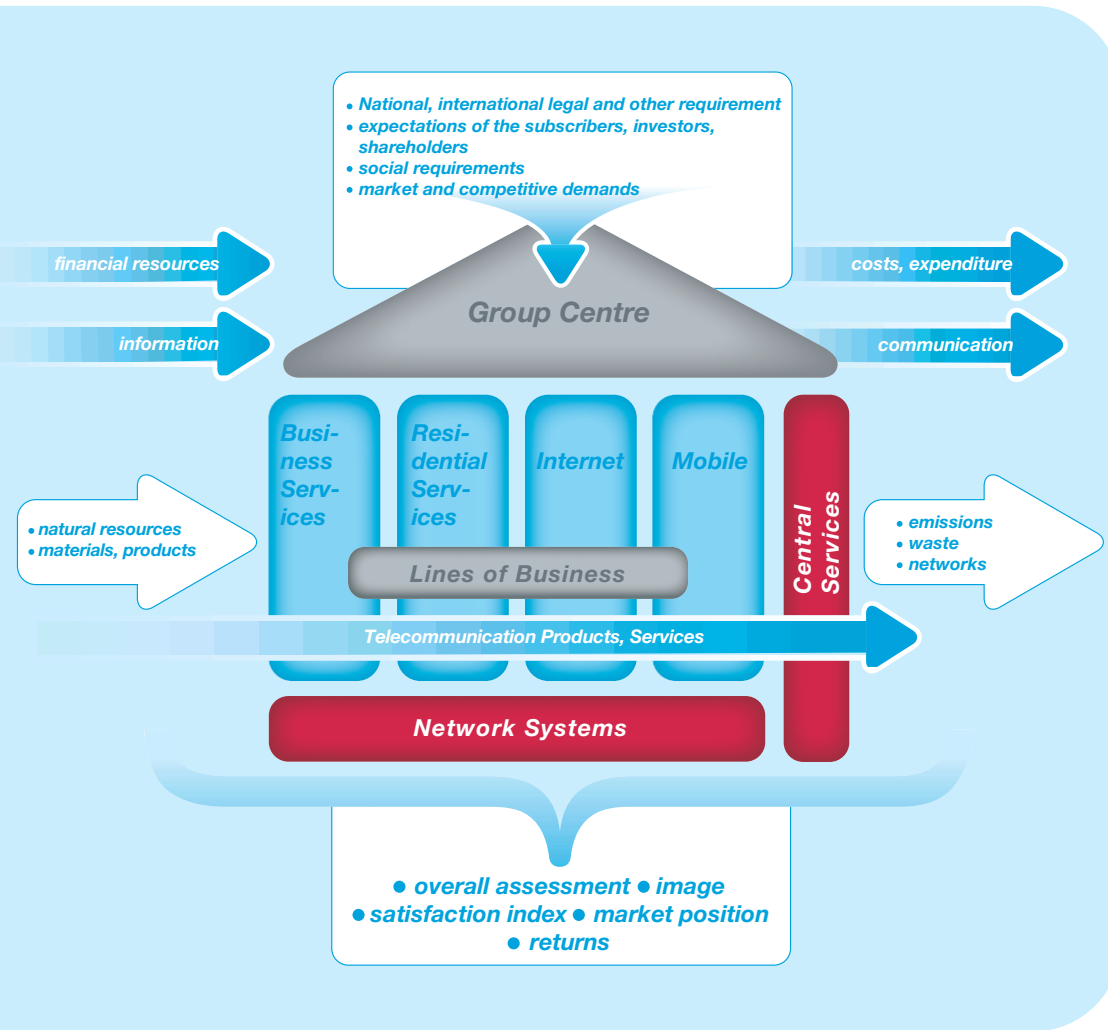 • National, international legal and other requirement
• expectations of the subscribers, investors,
shareholders
• social requirements
• market and competitive demands
financial resources
costs, expenditure
Group Centre
information
communication
Busi-
ness
Serv-
ices
Resi-
dential
Serv-
ices
Internet
Mobile
Central
Services
• natural resources
• materials, products
• emissions
• waste
• networks
Lines of Business
Telecommunication Products, Services
Network Systems
● overall assessment ● image
● satisfaction index ● market position
● returns